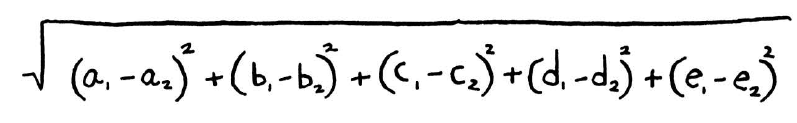 √((a₁-a₂)²+(b₁-b₂)²+(c₁-c₂)²+(d₁-d₂)²+(e₁-e₂)²)